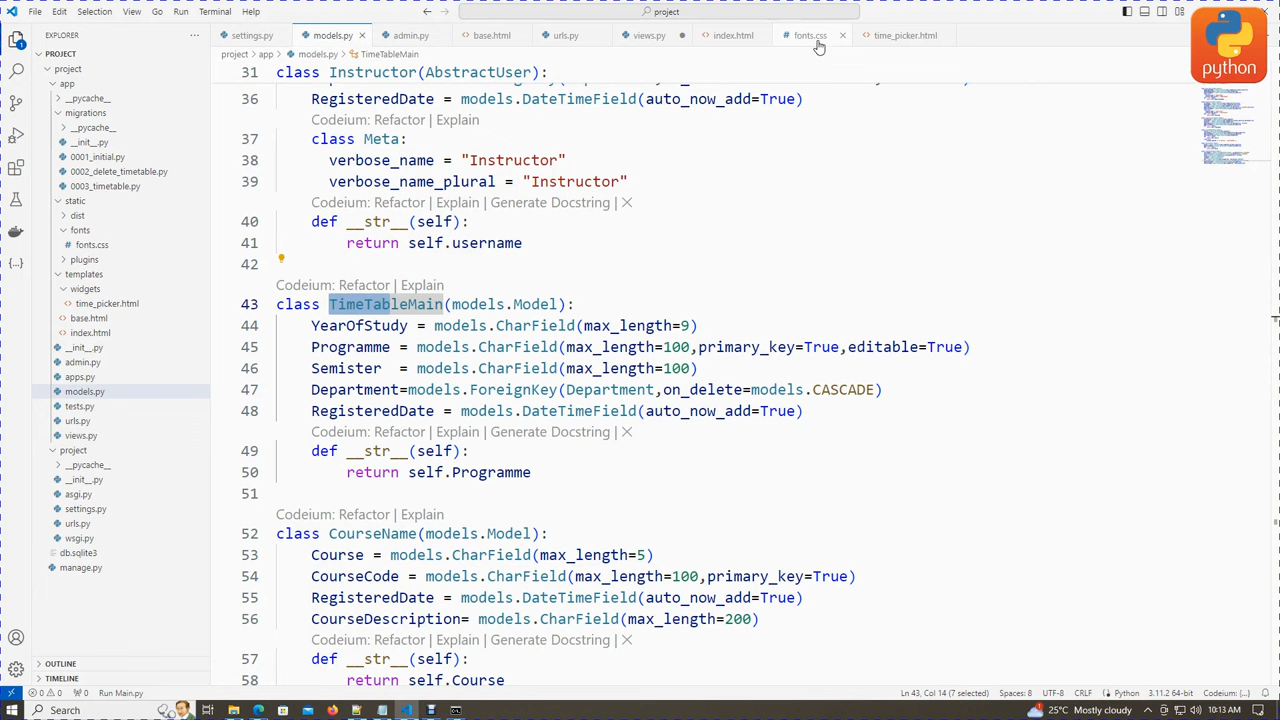 File Edit Selection View Go Run Terminal Help
project
EXPLORER
settings.py models.py admin.py base.html urls.py views.py index.html fonts.css time_picker.html
project > app > models.py > TimeTableMain
PROJECT
project
app
__pycache__
migrations
__pycache__
__init__.py
0001_initial.py
0002_delete_timetable.py
0003_timetable.py
static
dist
fonts
fonts.css
plugins
templates
widgets
time_picker.html
base.html
index.html
__init__.py
admin.py
apps.py
models.py
tests.py
urls.py
views.py
project
__pycache__
__init__.py
asgi.py
settings.py
urls.py
wsgi.py
db.sqlite3
manage.py
OUTLINE
TIMELINE
31 class Instructor(AbstractUser):
36 RegisteredDate = models.DateTimeField(auto_now_add=True)
Codeium: Refactor | Explain
37 class Meta:
38 verbose_name = "Instructor"
39 verbose_name_plural = "Instructor"
Codeium: Refactor | Explain | Generate Docstring | ×
40 def __str__(self):
41 return self.username
42
Codeium: Refactor | Explain
43 class TimeTableMain(models.Model):
44 YearOfStudy = models.CharField(max_length=9)
45 Programme = models.CharField(max_length=100,primary_key=True,editable=True)
46 Semister = models.CharField(max_length=100)
47 Department=models.ForeignKey(Department,on_delete=models.CASCADE)
48 RegisteredDate = models.DateTimeField(auto_now_add=True)
Codeium: Refactor | Explain | Generate Docstring | ×
49 def __str__(self):
50 return self.Programme
51
Codeium: Refactor | Explain
52 class CourseName(models.Model):
53 Course = models.CharField(max_length=5)
54 CourseCode = models.CharField(max_length=100,primary_key=True)
55 RegisteredDate = models.DateTimeField(auto_now_add=True)
56 CourseDescription= models.CharField(max_length=200)
Codeium: Refactor | Explain | Generate Docstring | ×
57 def __str__(self):
58 return self.Course
python
0 0 0 Run Main.py Ln 43, Col 14 (7 selected) Spaces: 8 UTF-8 CRLF Python 3.11.2 64-bit Codeium: {...}
Search 25°C Mostly cloudy 10:13 AM